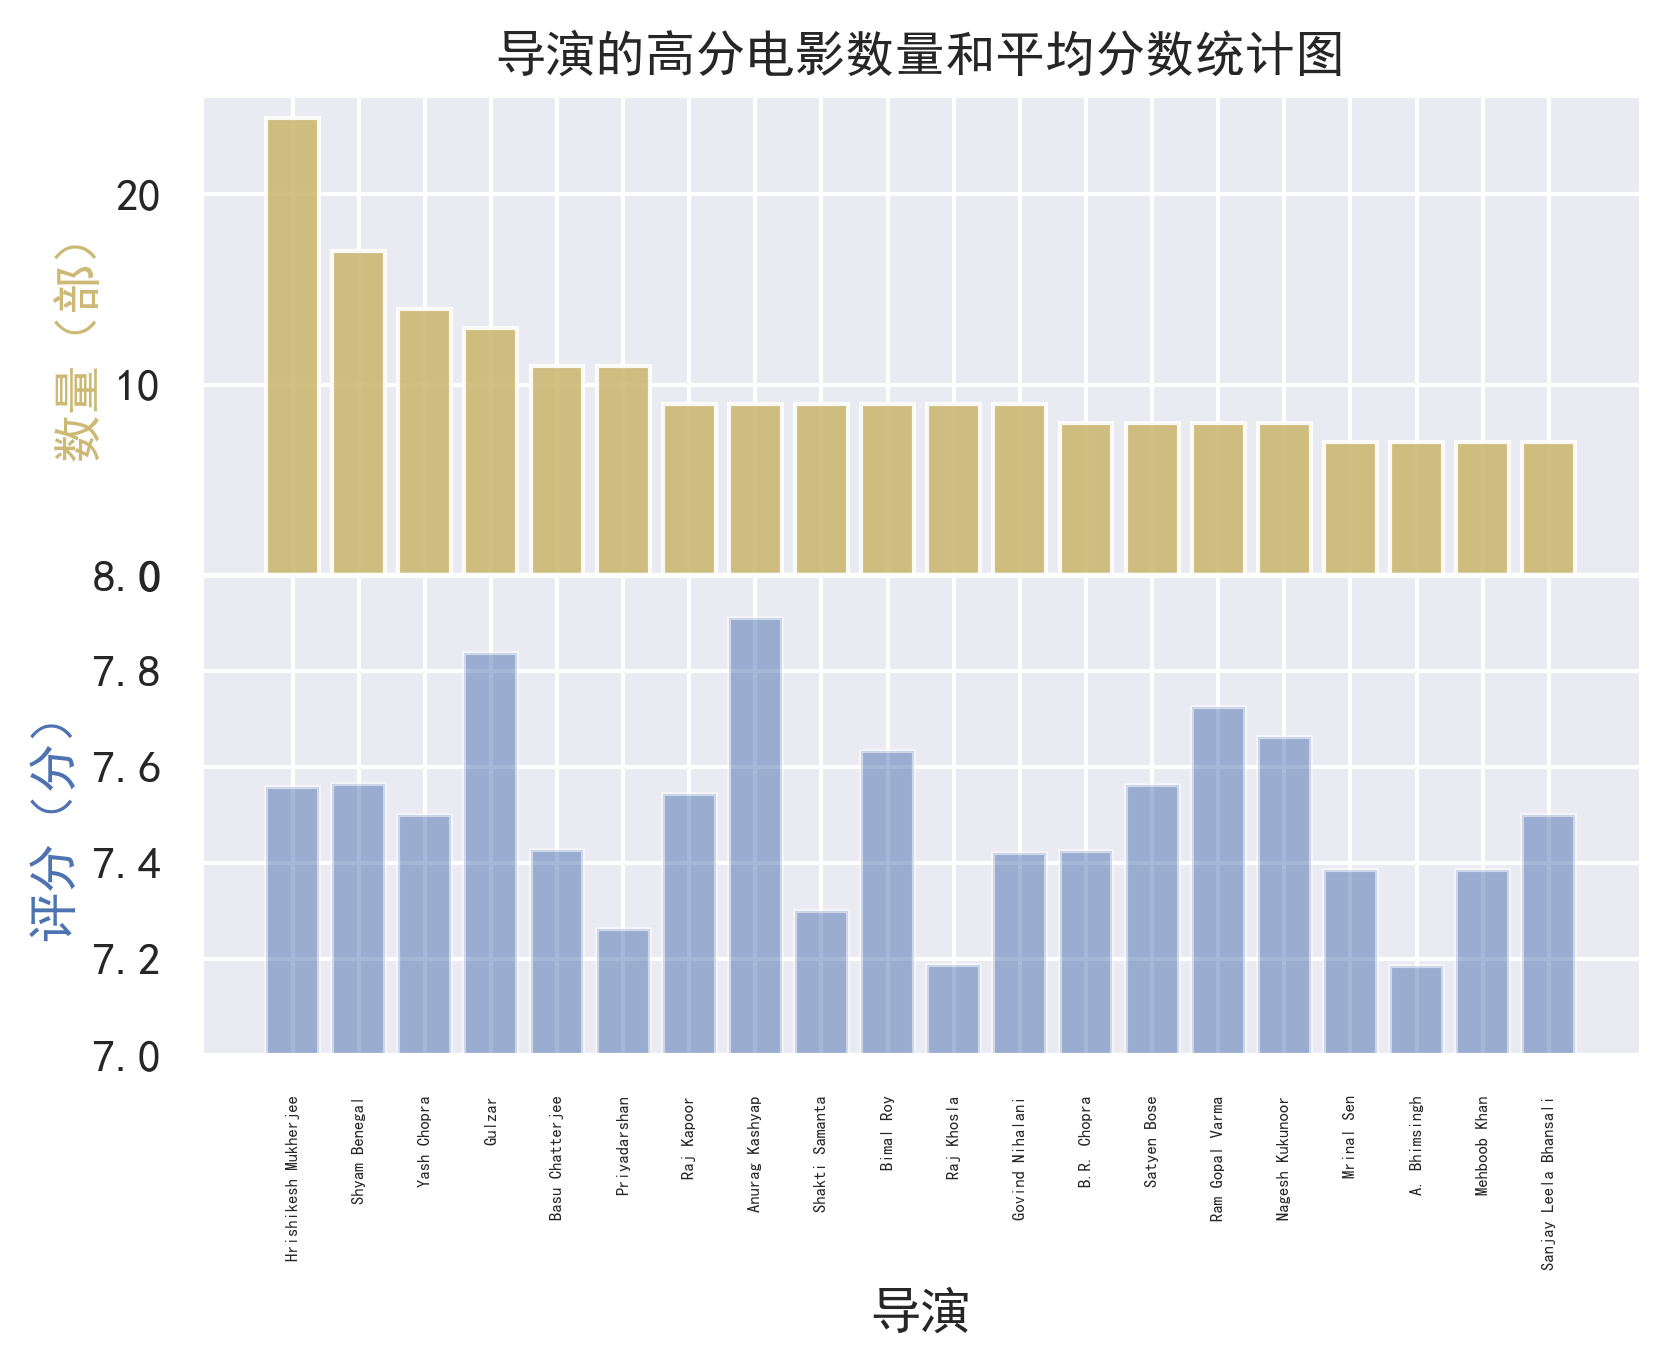 导演的高分电影数量和平均分数统计图
数量（部）
20
10
0
评分（分）
8.0
7.8
7.6
7.4
7.2
7.0
Hrishikesh Mukherjee
Shyam Benegal
Yash Chopra
Gulzar
Basu Chatterjee
Priyadarshan
Raj Kapoor
Anurag Kashyap
Shakti Samanta
Bimal Roy
Raj Khosla
Govind Nihalani
B.R. Chopra
Satyen Bose
Ram Gopal Varma
Nagesh Kukunoor
Mrinal Sen
A. Bhimsingh
Mehboob Khan
Sanjay Leela Bhansali
导演